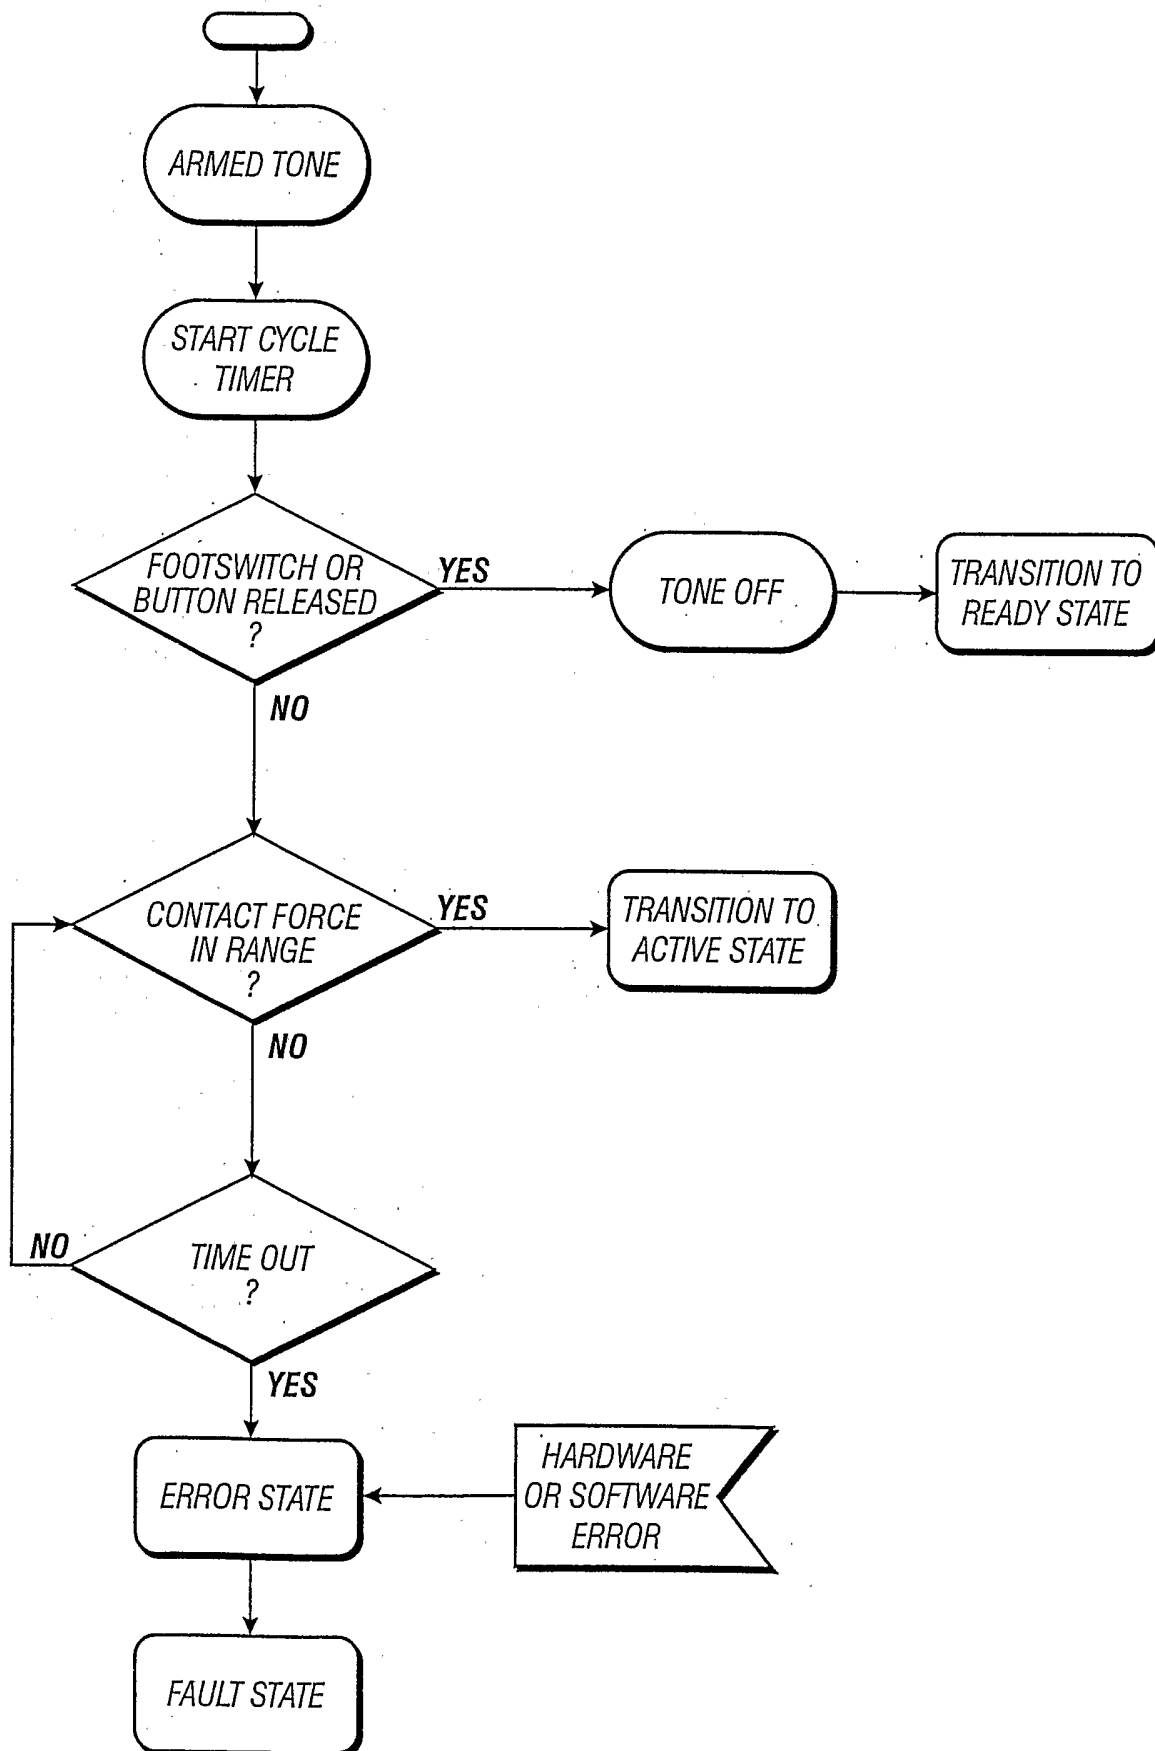 ARMED TONE
START CYCLE
TIMER
FOOTSWITCH OR
BUTTON RELEASED
?
YES
TONE OFF
TRANSITION TO
READY STATE
NO
CONTACT FORCE
IN RANGE
?
YES
TRANSITION TO
ACTIVE STATE
NO
TIME OUT
?
NO
YES
ERROR STATE
HARDWARE
OR SOFTWARE
ERROR
FAULT STATE